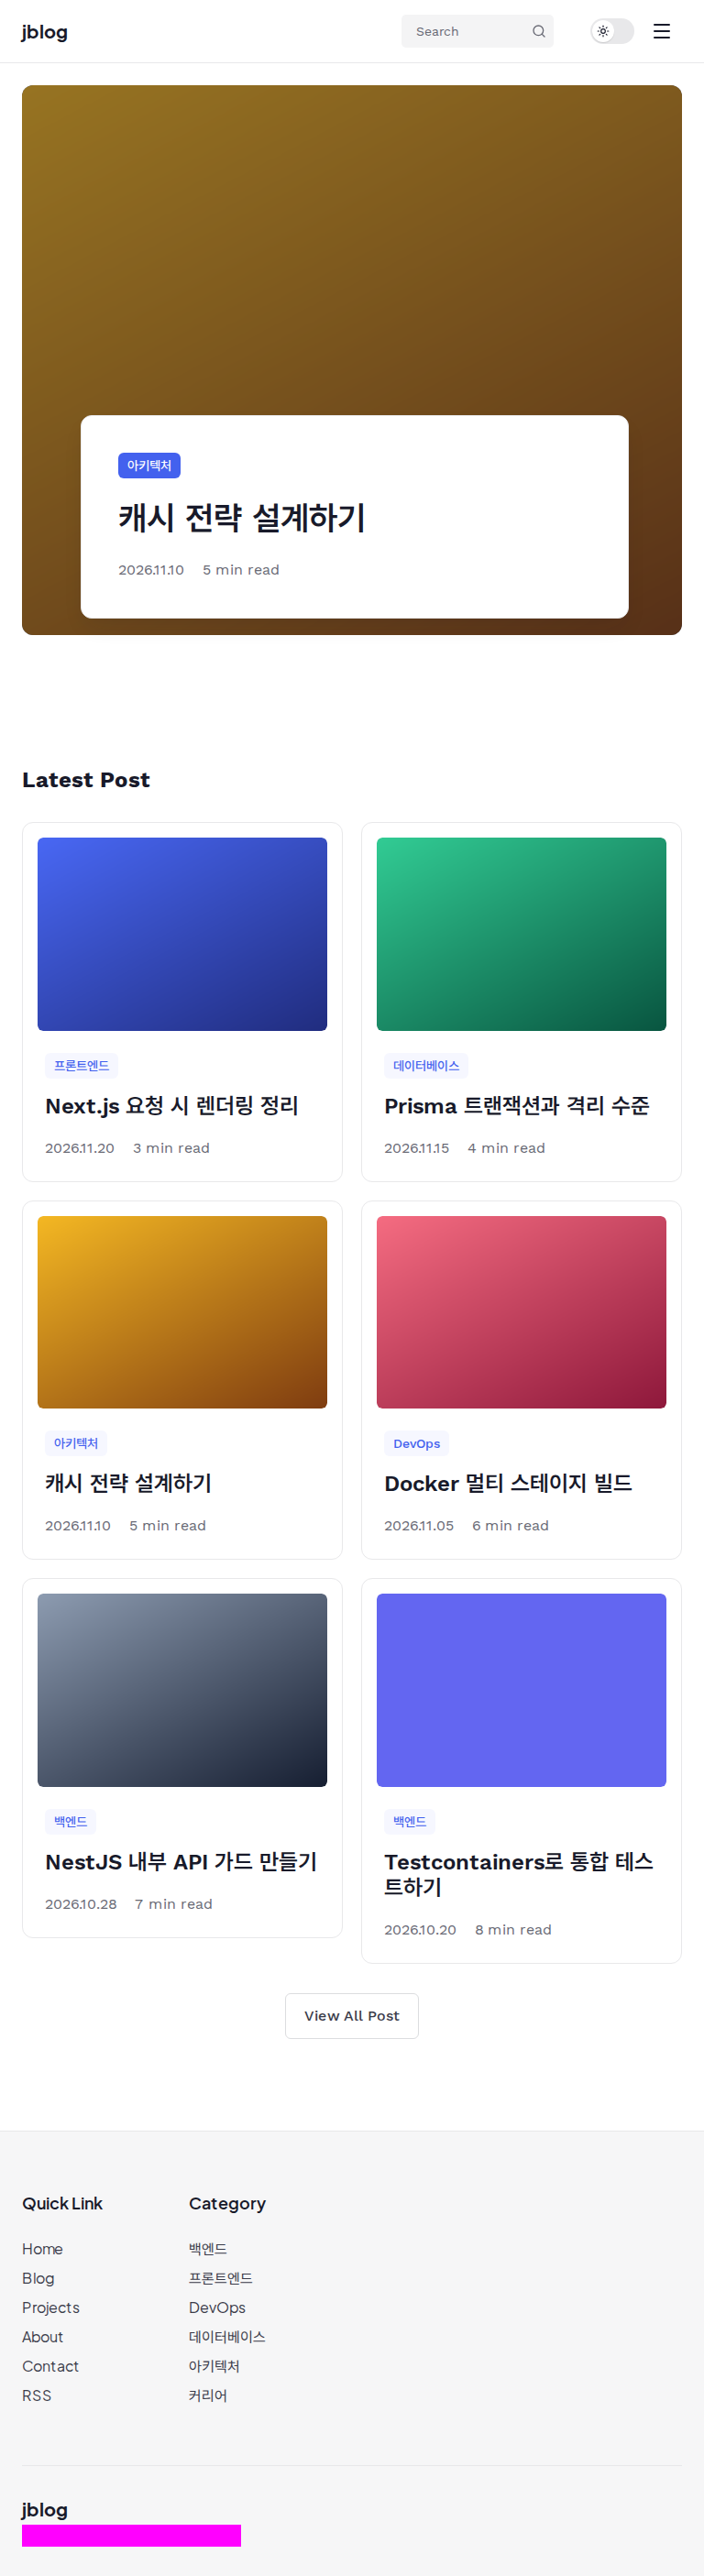 jblog
Search
아키텍처
캐시 전략 설계하기
2026.11.10 5 min read
Latest Post
프론트엔드
Next.js 요청 시 렌더링 정리
2026.11.20 3 min read
데이터베이스
Prisma 트랜잭션과 격리 수준
2026.11.15 4 min read
아키텍처
캐시 전략 설계하기
2026.11.10 5 min read
DevOps
Docker 멀티 스테이지 빌드
2026.11.05 6 min read
백엔드
NestJS 내부 API 가드 만들기
2026.10.28 7 min read
백엔드
Testcontainers로 통합 테스
트하기
2026.10.20 8 min read
View All Post
Quick Link
Home
Blog
Projects
About
Contact
RSS
Category
백엔드
프론트엔드
DevOps
데이터베이스
아키텍처
커리어
jblog